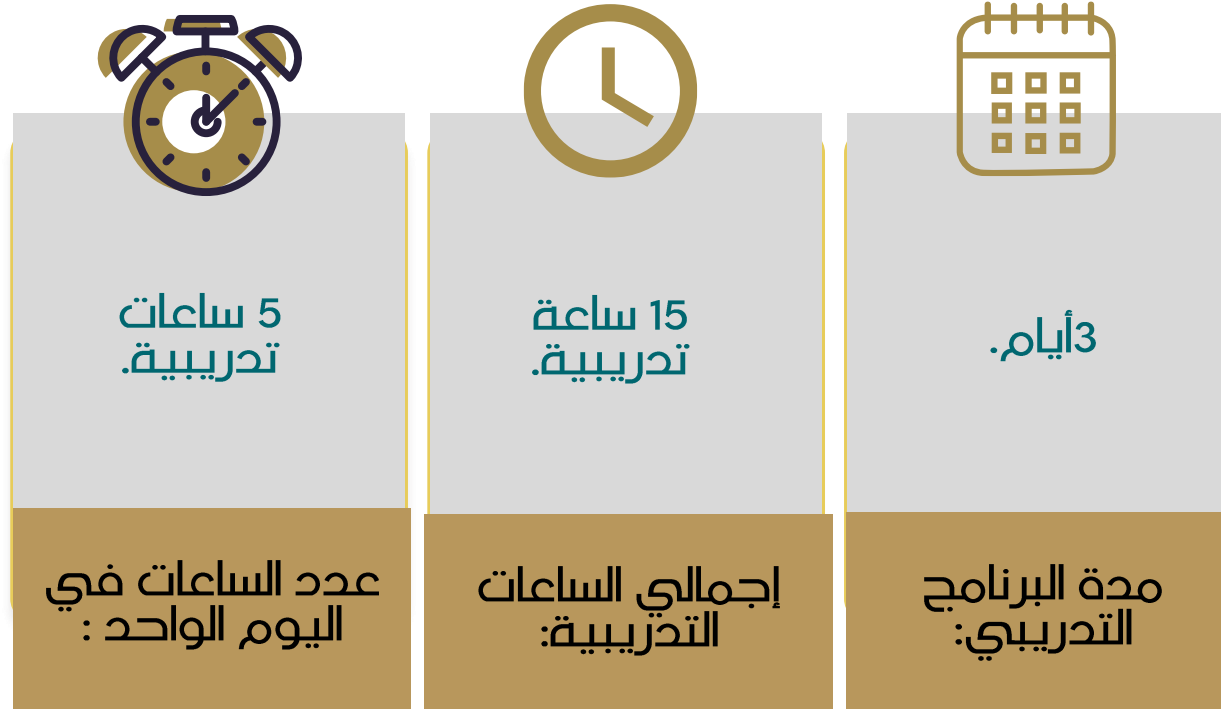 3أيام.
مدة البرنامج
التدريبي:
15 ساعة
تدريبية.
إجمالي الساعات
التدريبية:
5 ساعات
تدريبية.
عدد الساعات في
اليوم الواحد :